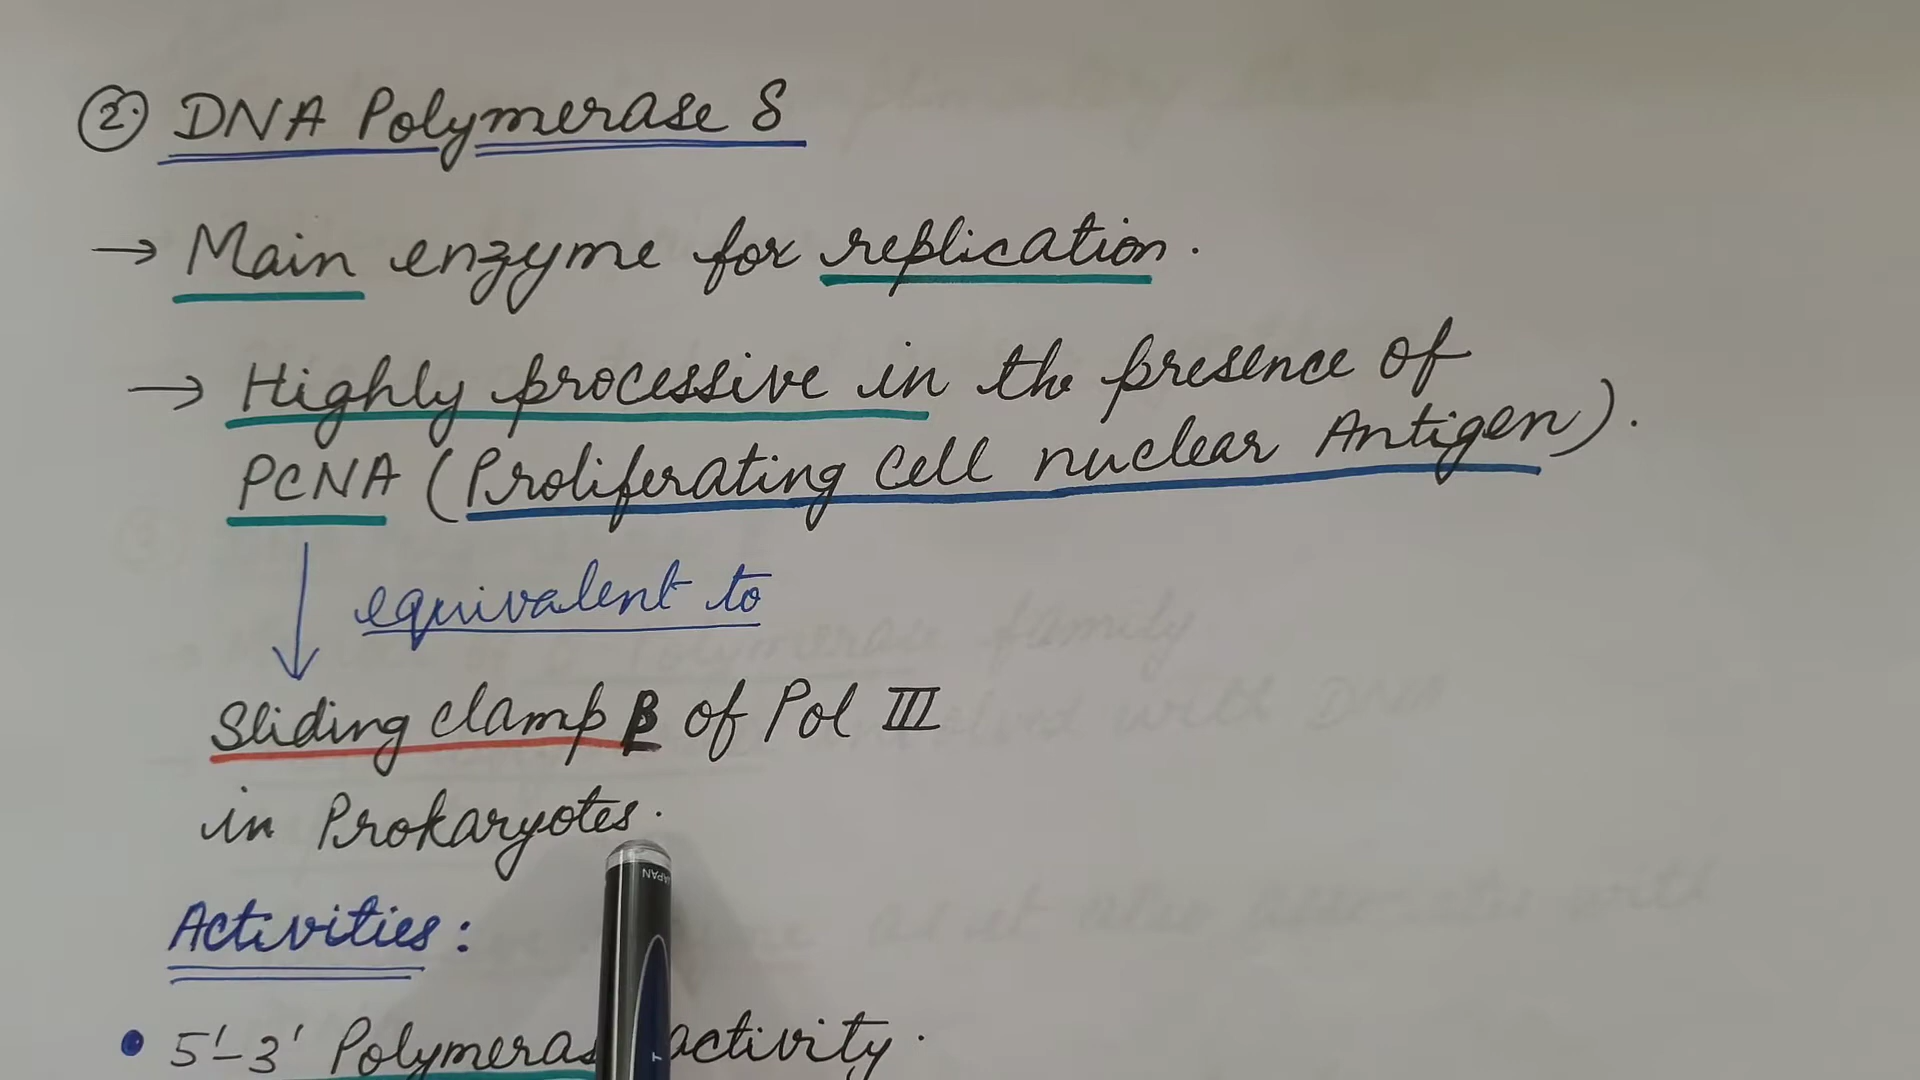 2. DNA Polymerase δ
→ Main enzyme for replication.
→ Highly processive in the presence of
PCNA (Proliferating Cell nuclear Antigen).
equivalent to
Sliding clamp β of Pol III
in Prokaryotes.
Activities:
• 5'-3' Polymeras activity.
JAPAN